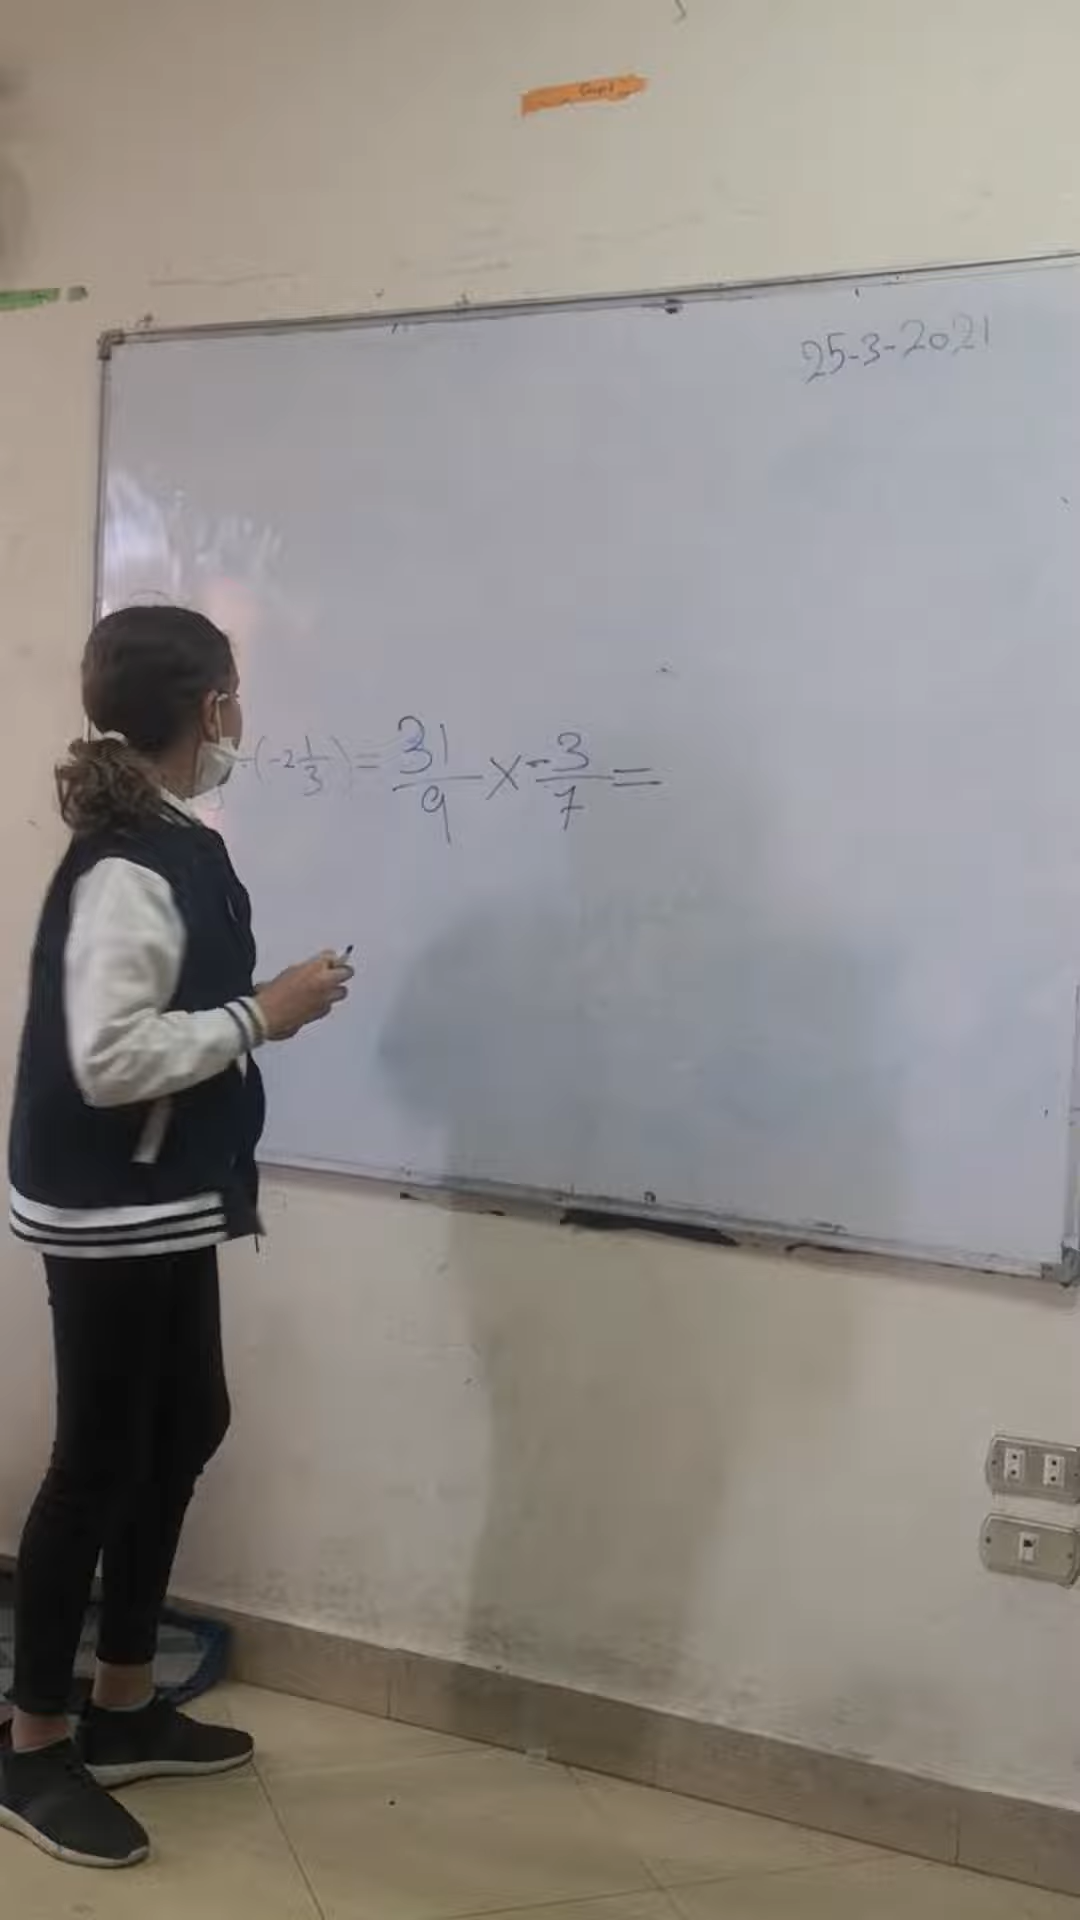 25-3-2021
÷(-2 1/3) = 31/9 × -3/7 =